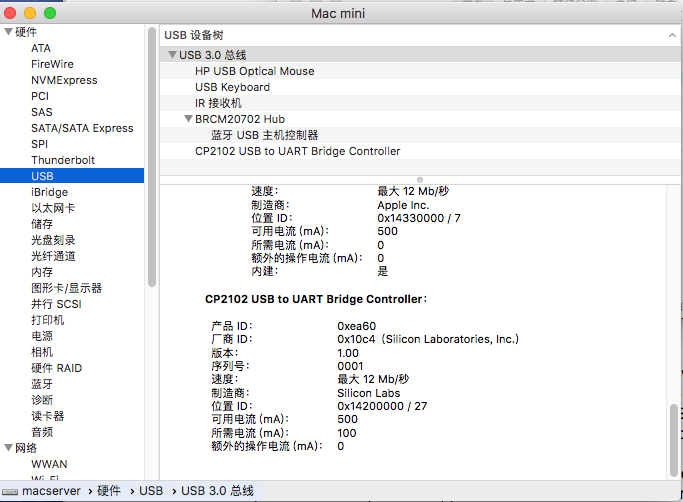 Mac mini
硬件
ATA
FireWire
NVMExpress
PCI
SAS
SATA/SATA Express
SPI
Thunderbolt
USB
iBridge
以太网卡
储存
光盘刻录
光纤通道
内存
图形卡/显示器
并行 SCSI
打印机
电源
相机
硬件 RAID
蓝牙
诊断
读卡器
音频
网络
WWAN
Wi-Fi
USB 设备树
USB 3.0 总线
HP USB Optical Mouse
USB Keyboard
IR 接收机
BRCM20702 Hub
蓝牙 USB 主机控制器
CP2102 USB to UART Bridge Controller
速度： 最大 12 Mb/秒
制造商： Apple Inc.
位置 ID： 0x14330000 / 7
可用电流 (mA)： 500
所需电流 (mA)： 0
额外的操作电流 (mA)： 0
内建： 是
CP2102 USB to UART Bridge Controller：
产品 ID： 0xea60
厂商 ID： 0x10c4 (Silicon Laboratories, Inc.)
版本： 1.00
序列号： 0001
速度： 最大 12 Mb/秒
制造商： Silicon Labs
位置 ID： 0x14200000 / 27
可用电流 (mA)： 500
所需电流 (mA)： 100
额外的操作电流 (mA)： 0
macserver › 硬件 › USB › USB 3.0 总线